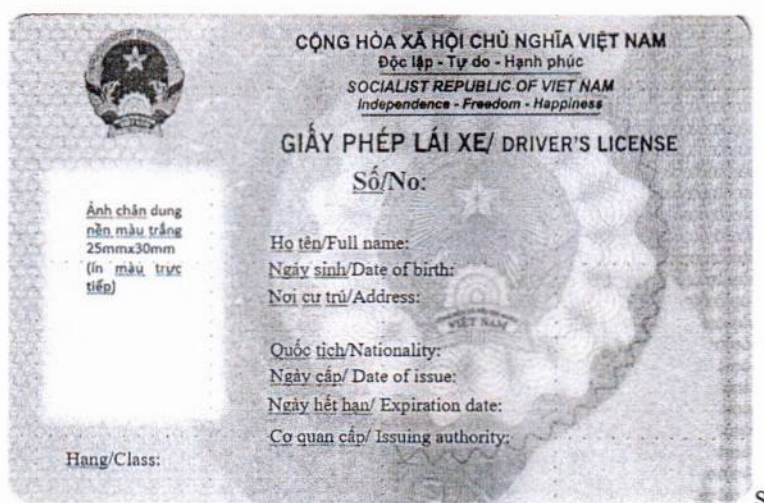 CỘNG HÒA XÃ HỘI CHỦ NGHĨA VIỆT NAM
Độc lập - Tự do - Hạnh phúc
SOCIALIST REPUBLIC OF VIET NAM
Independence - Freedom - Happiness
GIẤY PHÉP LÁI XE/ DRIVER'S LICENSE
Số/No:
Ảnh chân dung
nền màu trắng
25mmx30mm
(in màu trực
tiếp)
Họ tên/Full name:
Ngày sinh/Date of birth:
Nơi cư trú/Address:
VIỆT NAM
Quốc tịch/Nationality:
Ngày cấp/ Date of issue:
Ngày hết hạn/ Expiration date:
Cơ quan cấp/ Issuing authority:
Hạng/Class:
S